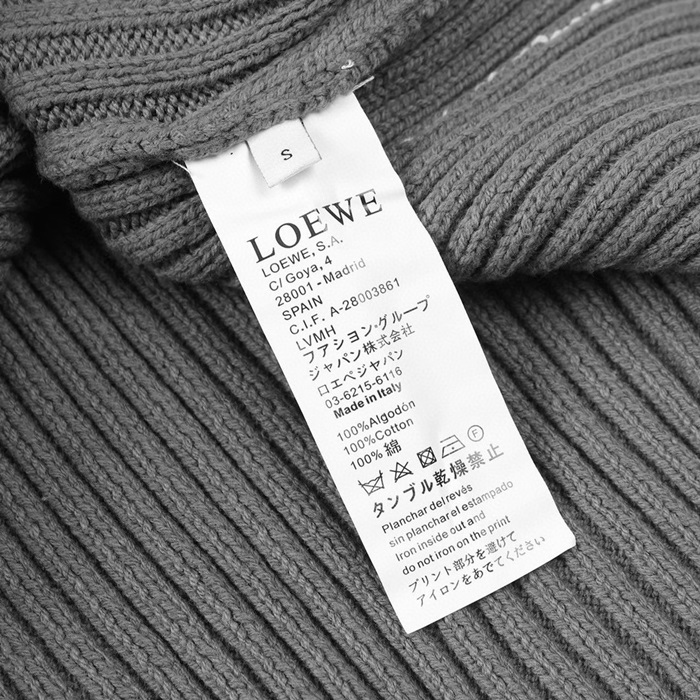 S
LOEWE
LOEWE, S.A.
C/ Goya, 4
28001 - Madrid
SPAIN
C.I.F. A-28003861
LVMH
ファション・グループ
ジャパン株式会社
ロエベジャパン
03-6215-6116
Made in Italy
100%Algodón
100%Cotton
100% 綿
F
タンブル乾燥禁止
Planchar del revés
sin planchar el estampado
Iron inside out and
do not iron on the print
プリント部分を避けて
アイロンをあててください